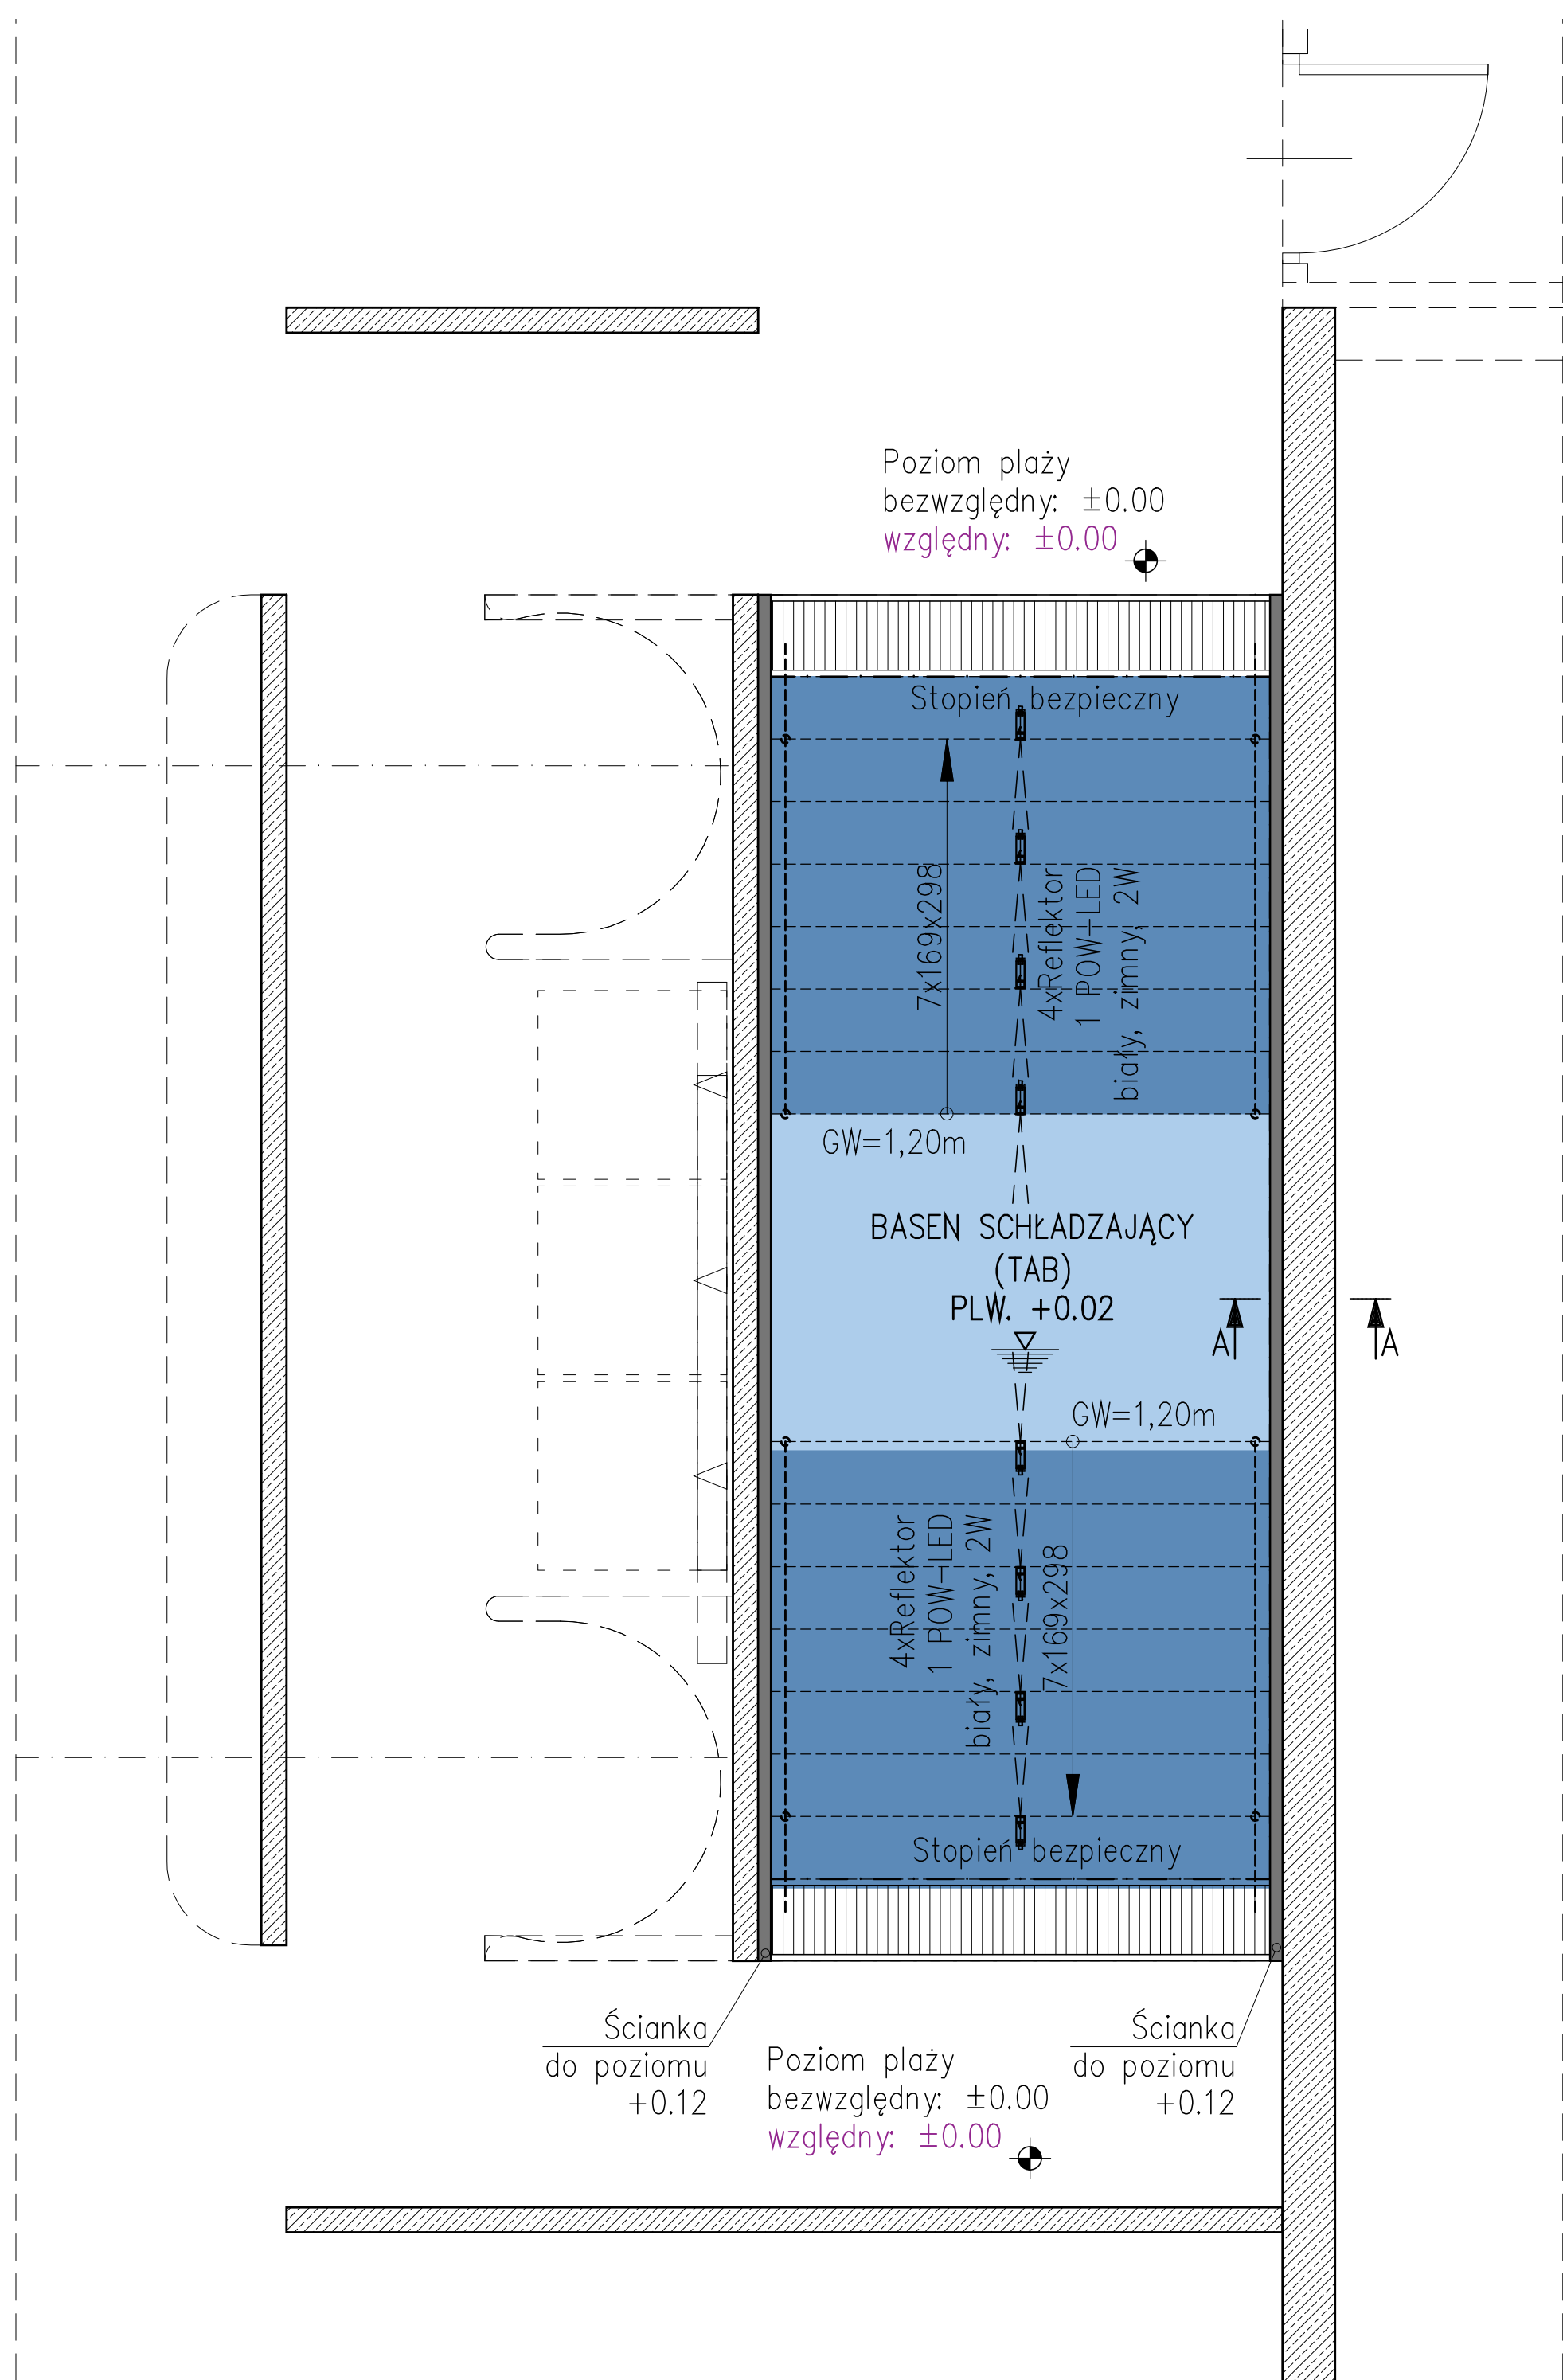 Poziom plaży
bezwzględny: ±0.00
względny: ±0.00
Stopień bezpieczny
7x169x298
4xReflektor
1 POW-LED
biały, zimny, 2W
GW=1,20m
BASEN SCHŁADZAJĄCY
(TAB)
PLW. +0.02
A
A
GW=1,20m
4xReflektor
1 POW-LED
biały, zimny, 2W
7x169x298
Stopień bezpieczny
Ścianka
do poziomu
+0.12
Ścianka
do poziomu
+0.12
Poziom plaży
bezwzględny: ±0.00
względny: ±0.00